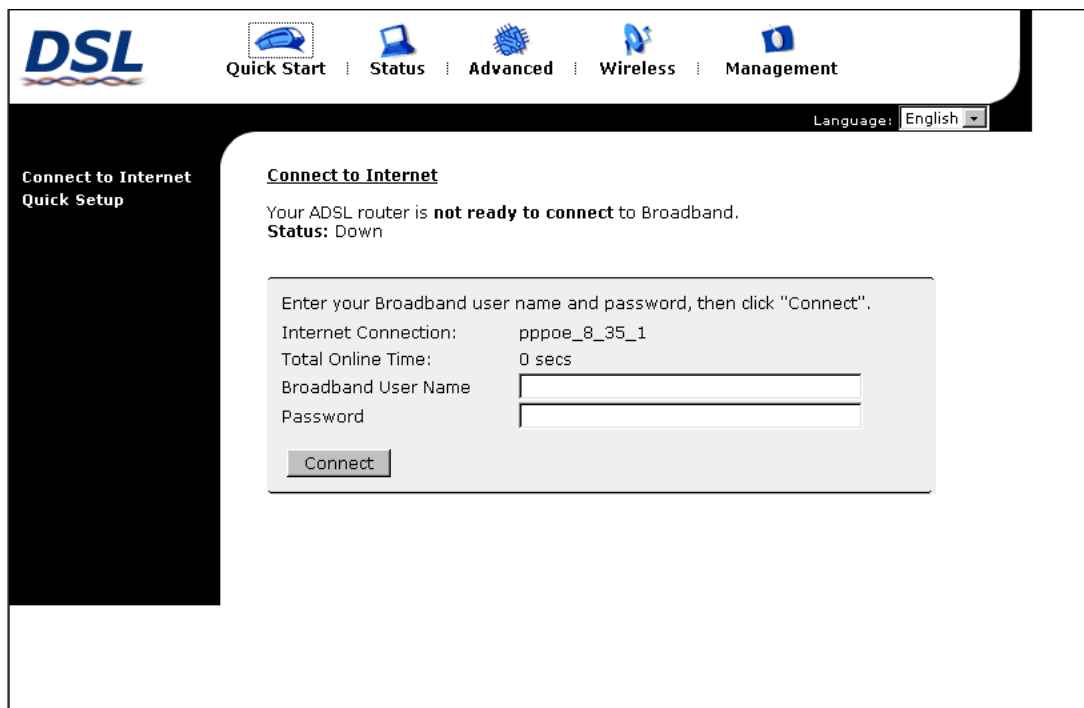 DSL
Quick Start Status Advanced Wireless Management
Language: English
Connect to Internet
Quick Setup
Connect to Internet
Your ADSL router is not ready to connect to Broadband.
Status: Down
Enter your Broadband user name and password, then click "Connect".
Internet Connection: pppoe_8_35_1
Total Online Time: 0 secs
Broadband User Name
Password
Connect